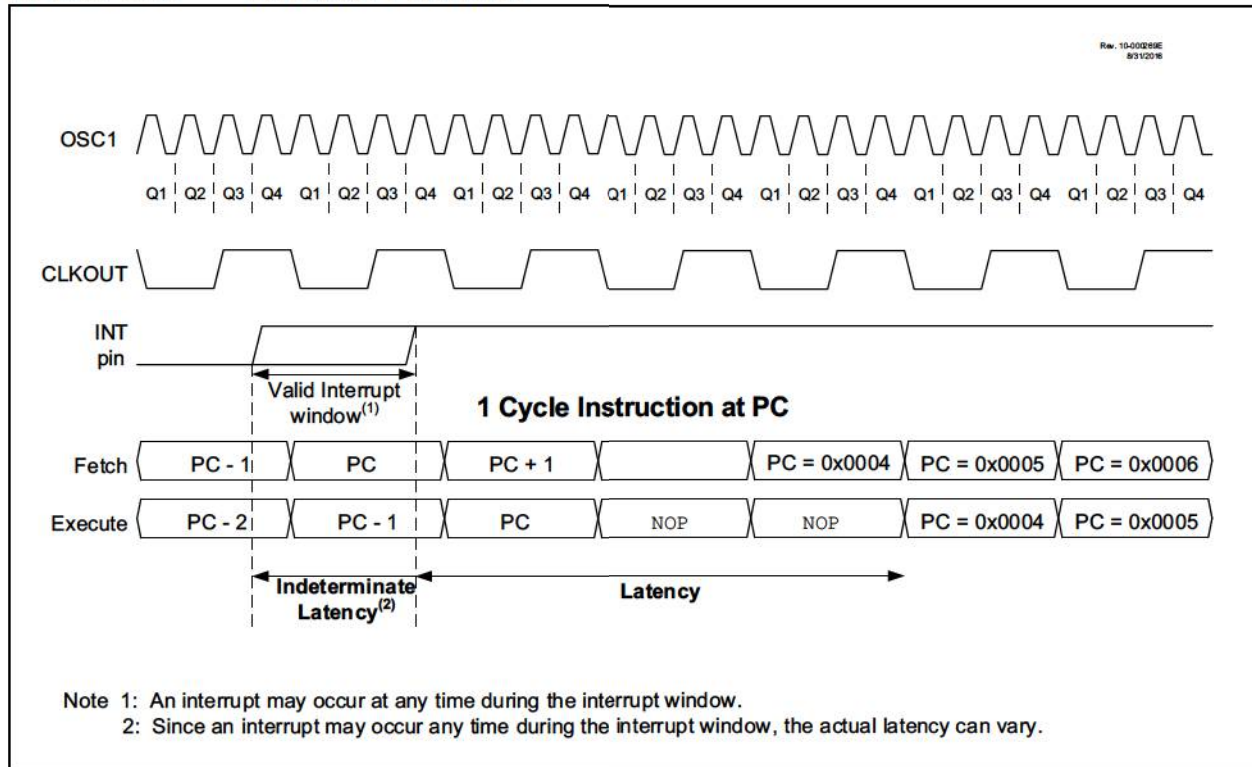 Rev. 10-000269E
8/31/2016
OSC1
Q1 Q2 Q3 Q4 Q1 Q2 Q3 Q4 Q1 Q2 Q3 Q4 Q1 Q2 Q3 Q4 Q1 Q2 Q3 Q4 Q1 Q2 Q3 Q4 Q1 Q2 Q3 Q4
CLKOUT
INT
pin
Valid Interrupt
window(1)
1 Cycle Instruction at PC
Fetch PC - 1 PC PC + 1 PC = 0x0004 PC = 0x0005 PC = 0x0006
Execute PC - 2 PC - 1 PC NOP NOP PC = 0x0004 PC = 0x0005
Indeterminate
Latency(2)
Latency
Note 1: An interrupt may occur at any time during the interrupt window.
2: Since an interrupt may occur any time during the interrupt window, the actual latency can vary.